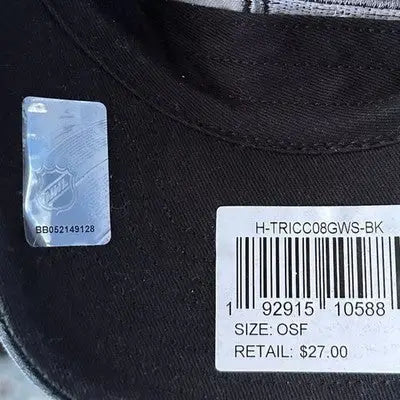 NHL
BB052149128
H-TRICC08GWS-BK
1 92915 10588
SIZE: OSF
RETAIL: $27.00